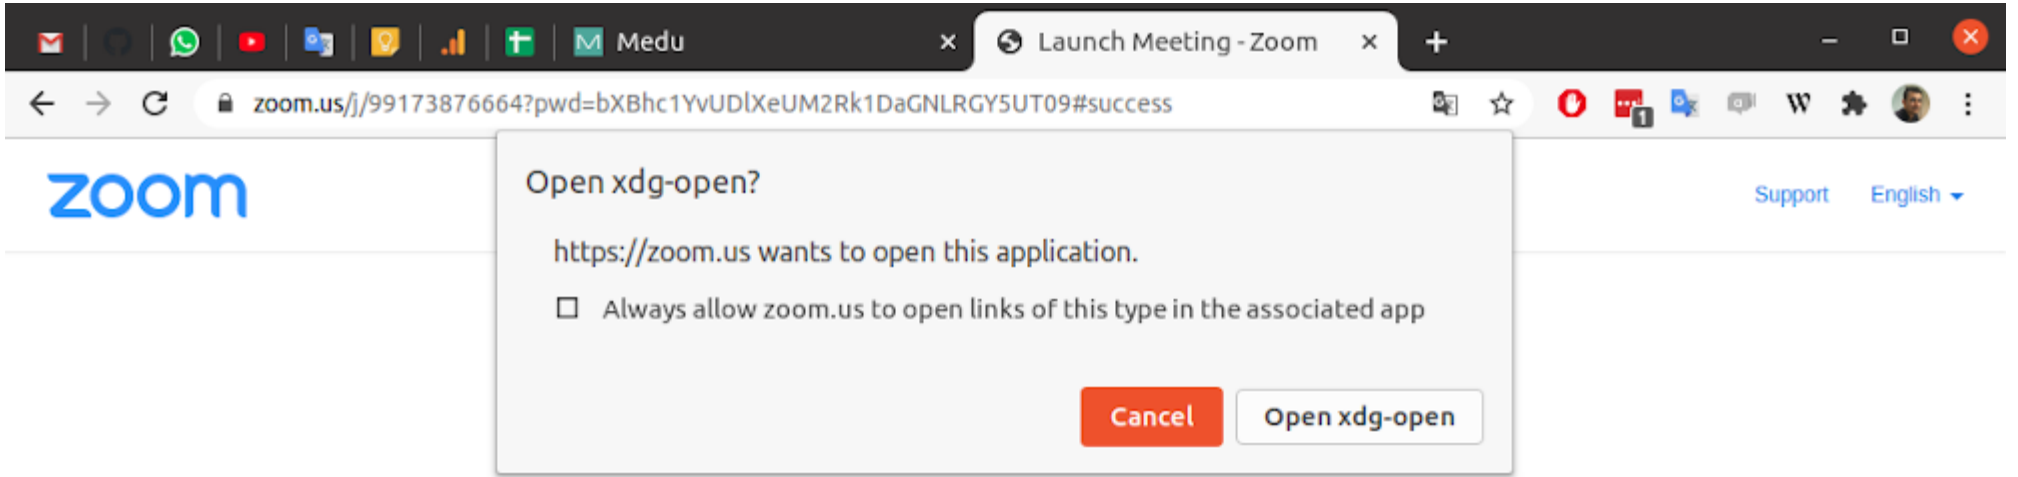 Medu
Launch Meeting - Zoom
zoom.us/j/99173876664?pwd=bXBhc1YvUDlXeUM2Rk1DaGNLRGY5UT09#success
1
W
zoom
Support English
Open xdg-open?
https://zoom.us wants to open this application.
Always allow zoom.us to open links of this type in the associated app
Cancel Open xdg-open